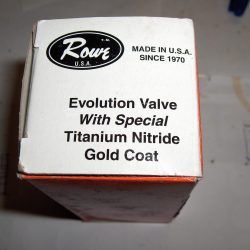 Rowe
U.S.A.
MADE IN U.S.A.
SINCE 1970
Evolution Valve
With Special
Titanium Nitride
Gold Coat